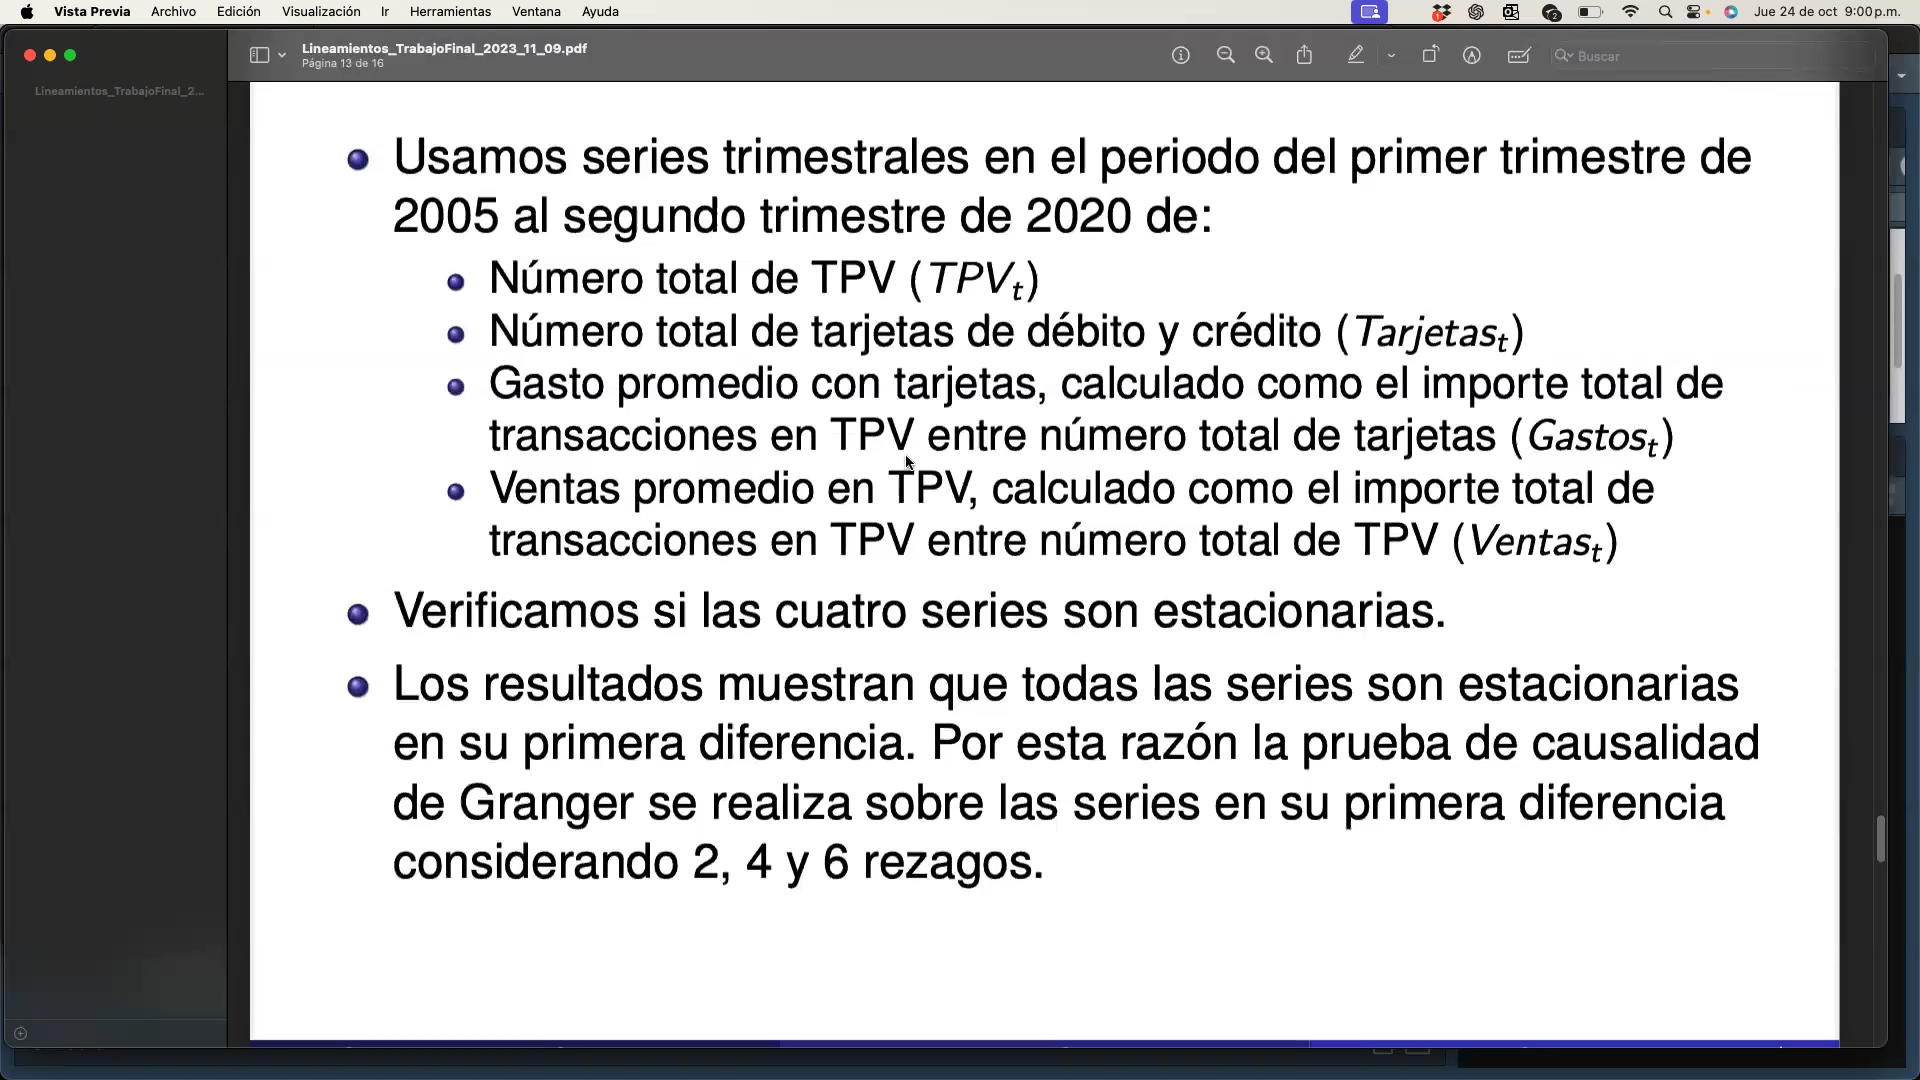 Vista Previa Archivo Edición Visualización Ir Herramientas Ventana Ayuda
Jue 24 de oct 9:00 p.m.
Lineamientos_TrabajoFinal_2023_11_09.pdf
Página 13 de 16
Buscar
Lineamientos_TrabajoFinal_2...
Usamos series trimestrales en el periodo del primer trimestre de
2005 al segundo trimestre de 2020 de:
Número total de TPV (TPVₜ)
Número total de tarjetas de débito y crédito (Tarjetasₜ)
Gasto promedio con tarjetas, calculado como el importe total de
transacciones en TPV entre número total de tarjetas (Gastosₜ)
Ventas promedio en TPV, calculado como el importe total de
transacciones en TPV entre número total de TPV (Ventasₜ)
Verificamos si las cuatro series son estacionarias.
Los resultados muestran que todas las series son estacionarias
en su primera diferencia. Por esta razón la prueba de causalidad
de Granger se realiza sobre las series en su primera diferencia
considerando 2, 4 y 6 rezagos.